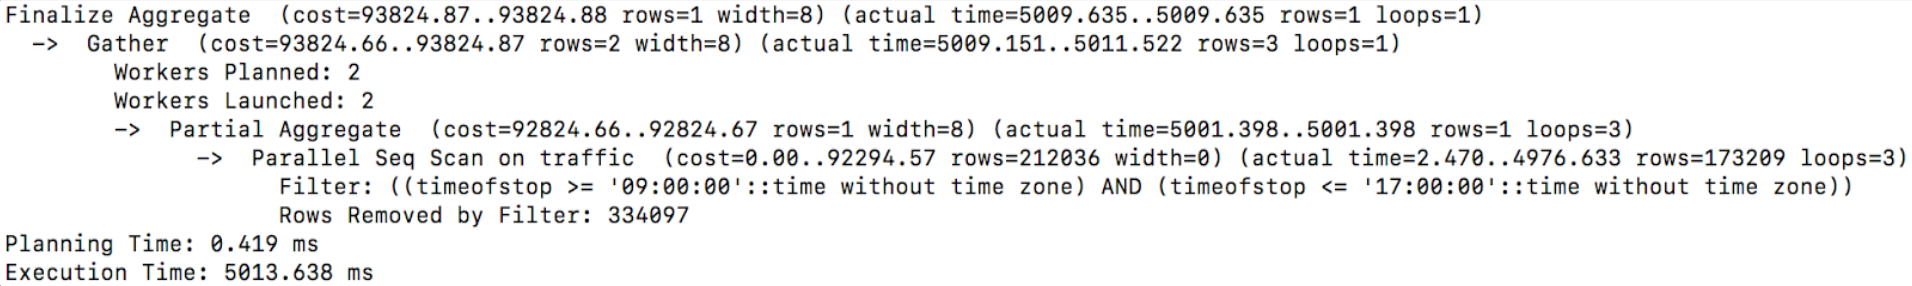 Finalize Aggregate  (cost=93824.87..93824.88 rows=1 width=8) (actual time=5009.635..5009.635 rows=1 loops=1)
  ->  Gather  (cost=93824.66..93824.87 rows=2 width=8) (actual time=5009.151..5011.522 rows=3 loops=1)
        Workers Planned: 2
        Workers Launched: 2
        ->  Partial Aggregate  (cost=92824.66..92824.67 rows=1 width=8) (actual time=5001.398..5001.398 rows=1 loops=3)
              ->  Parallel Seq Scan on traffic  (cost=0.00..92294.57 rows=212036 width=0) (actual time=2.470..4976.633 rows=173209 loops=3)
                    Filter: ((timeofstop >= '09:00:00'::time without time zone) AND (timeofstop <= '17:00:00'::time without time zone))
                    Rows Removed by Filter: 334097
Planning Time: 0.419 ms
Execution Time: 5013.638 ms